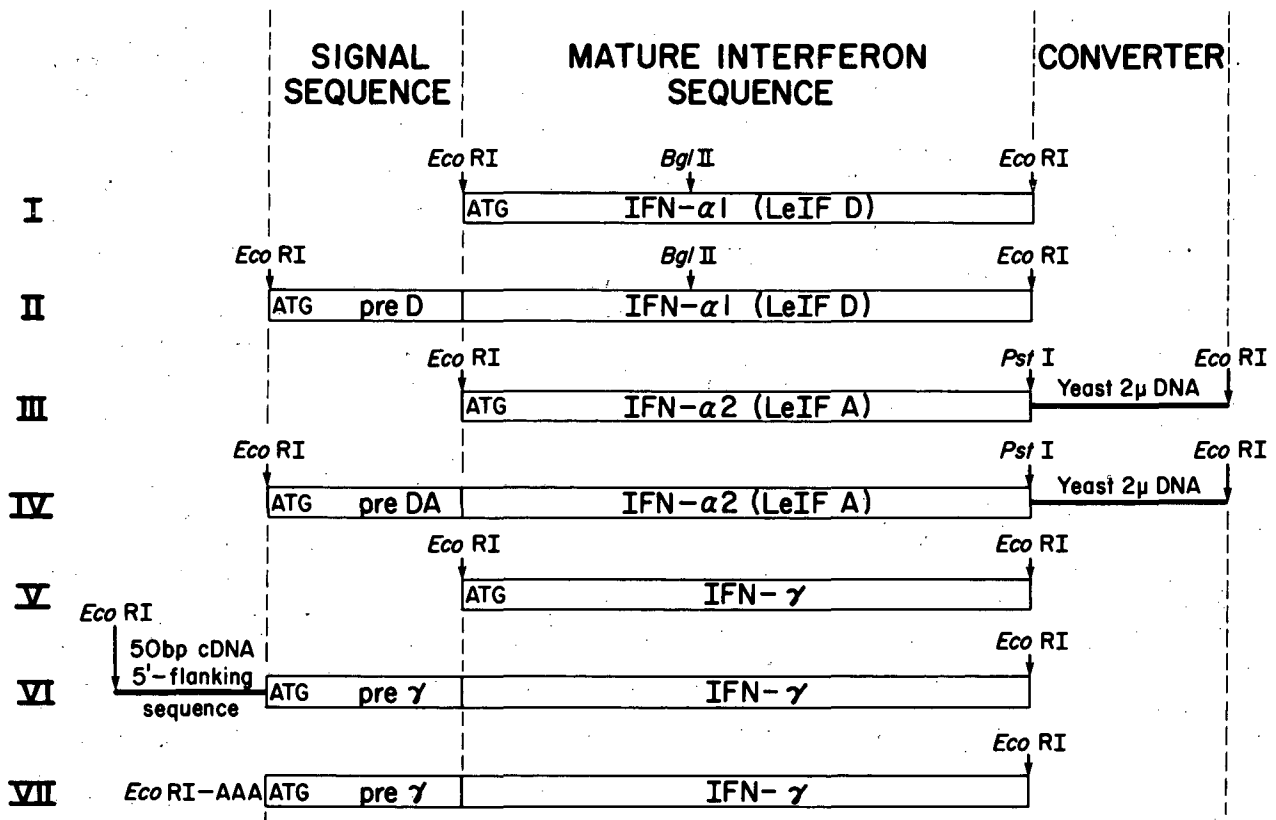 SIGNAL SEQUENCE
MATURE INTERFERON SEQUENCE
CONVERTER
I
Eco RI
Bgl II
Eco RI
ATG
IFN-α1 (LeIF D)
II
Eco RI
Bgl II
Eco RI
ATG
pre D
IFN-α1 (LeIF D)
III
Eco RI
Pst I
Eco RI
ATG
IFN-α2 (LeIF A)
Yeast 2μ DNA
IV
Eco RI
Pst I
Eco RI
ATG
pre DA
IFN-α2 (LeIF A)
Yeast 2μ DNA
V
Eco RI
Eco RI
ATG
IFN-γ
VI
Eco RI
50bp cDNA
5'-flanking
sequence
Eco RI
ATG
pre γ
IFN-γ
VII
Eco RI-AAA
Eco RI
ATG
pre γ
IFN-γ